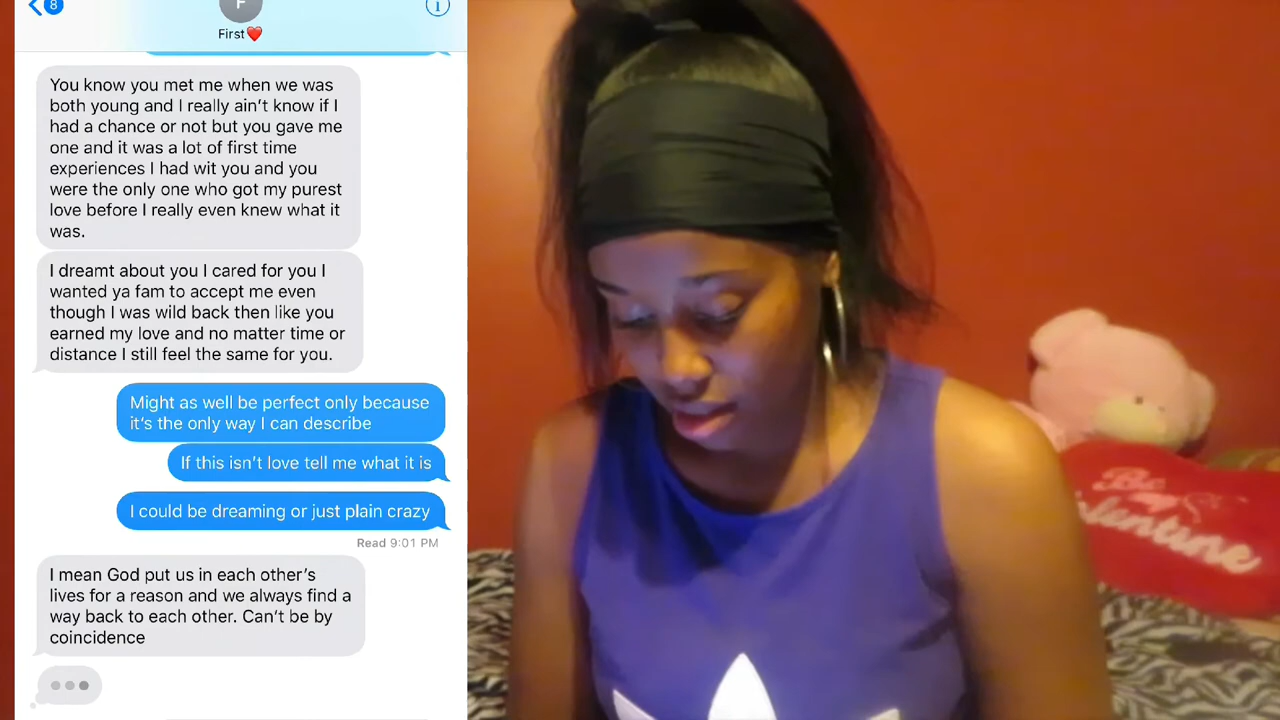 8
F
First❤️
You know you met me when we was
both young and I really ain't know if I
had a chance or not but you gave me
one and it was a lot of first time
experiences I had wit you and you
were the only one who got my purest
love before I really even knew what it
was.
I dreamt about you I cared for you I
wanted ya fam to accept me even
though I was wild back then like you
earned my love and no matter time or
distance I still feel the same for you.
Might as well be perfect only because
it's the only way I can describe
If this isn't love tell me what it is
I could be dreaming or just plain crazy
Read 9:01 PM
I mean God put us in each other's
lives for a reason and we always find a
way back to each other. Can't be by
coincidence
Be
my
Valentine